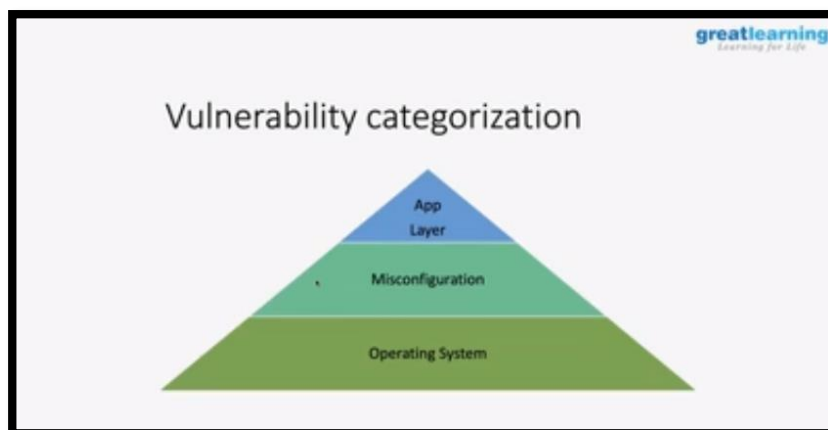 greatlearning
Learning for Life
Vulnerability categorization
App
Layer
Misconfiguration
Operating System